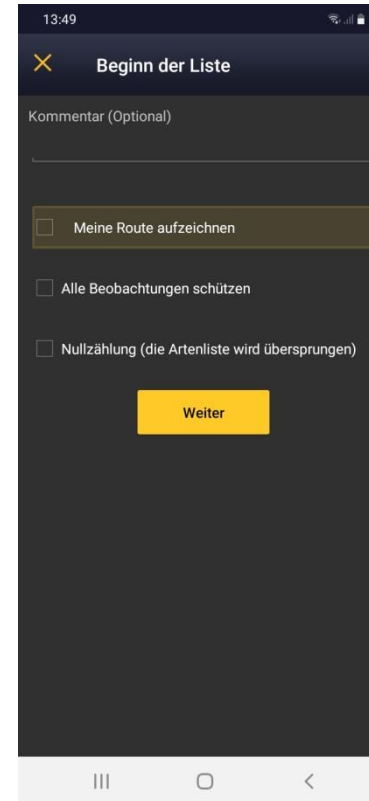 13:49
Beginn der Liste
Kommentar (Optional)
Meine Route aufzeichnen
Alle Beobachtungen schützen
Nullzählung (die Artenliste wird übersprungen)
Weiter